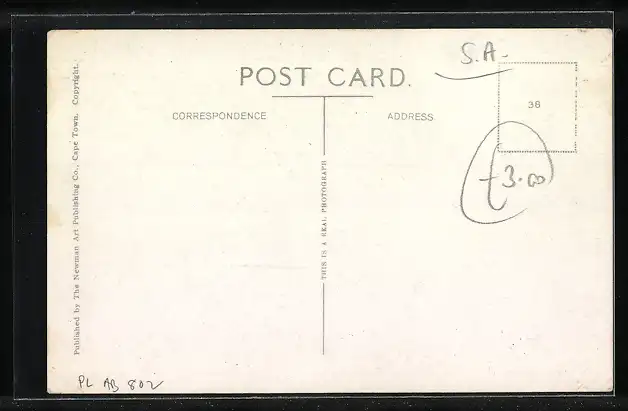 S.A.
POST CARD.
CORRESPONDENCE
ADDRESS
36
3.00
THIS IS A REAL PHOTOGRAPH
Published by The Newman Art Publishing Co., Cape Town. Copyright.
PL AB 802